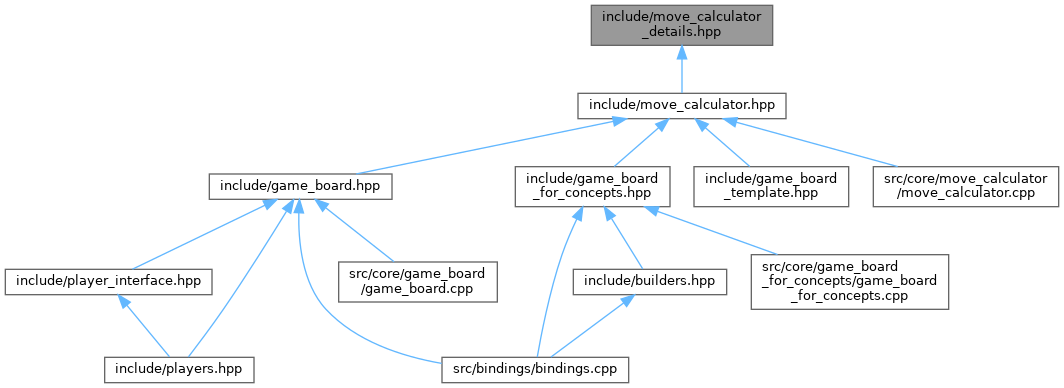 include/move_calculator
_details.hpp
include/move_calculator.hpp
include/game_board.hpp
include/game_board
_for_concepts.hpp
include/game_board
_template.hpp
src/core/move_calculator
/move_calculator.cpp
include/player_interface.hpp
src/core/game_board
/game_board.cpp
include/builders.hpp
src/core/game_board
_for_concepts/game_board
_for_concepts.cpp
include/players.hpp
src/bindings/bindings.cpp